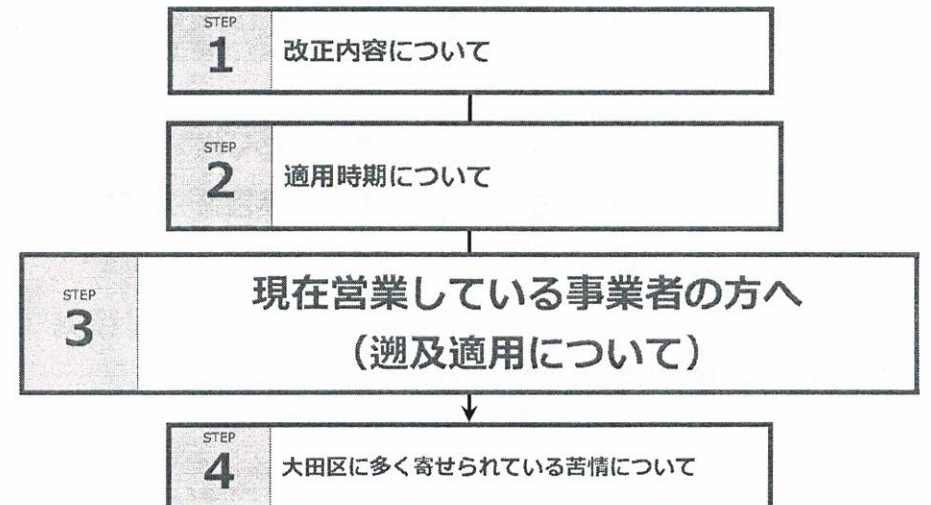 STEP
1
改正内容について
STEP
2
適用時期について
STEP
3
現在営業している事業者の方へ
（遡及適用について）
STEP
4
大田区に多く寄せられている苦情について